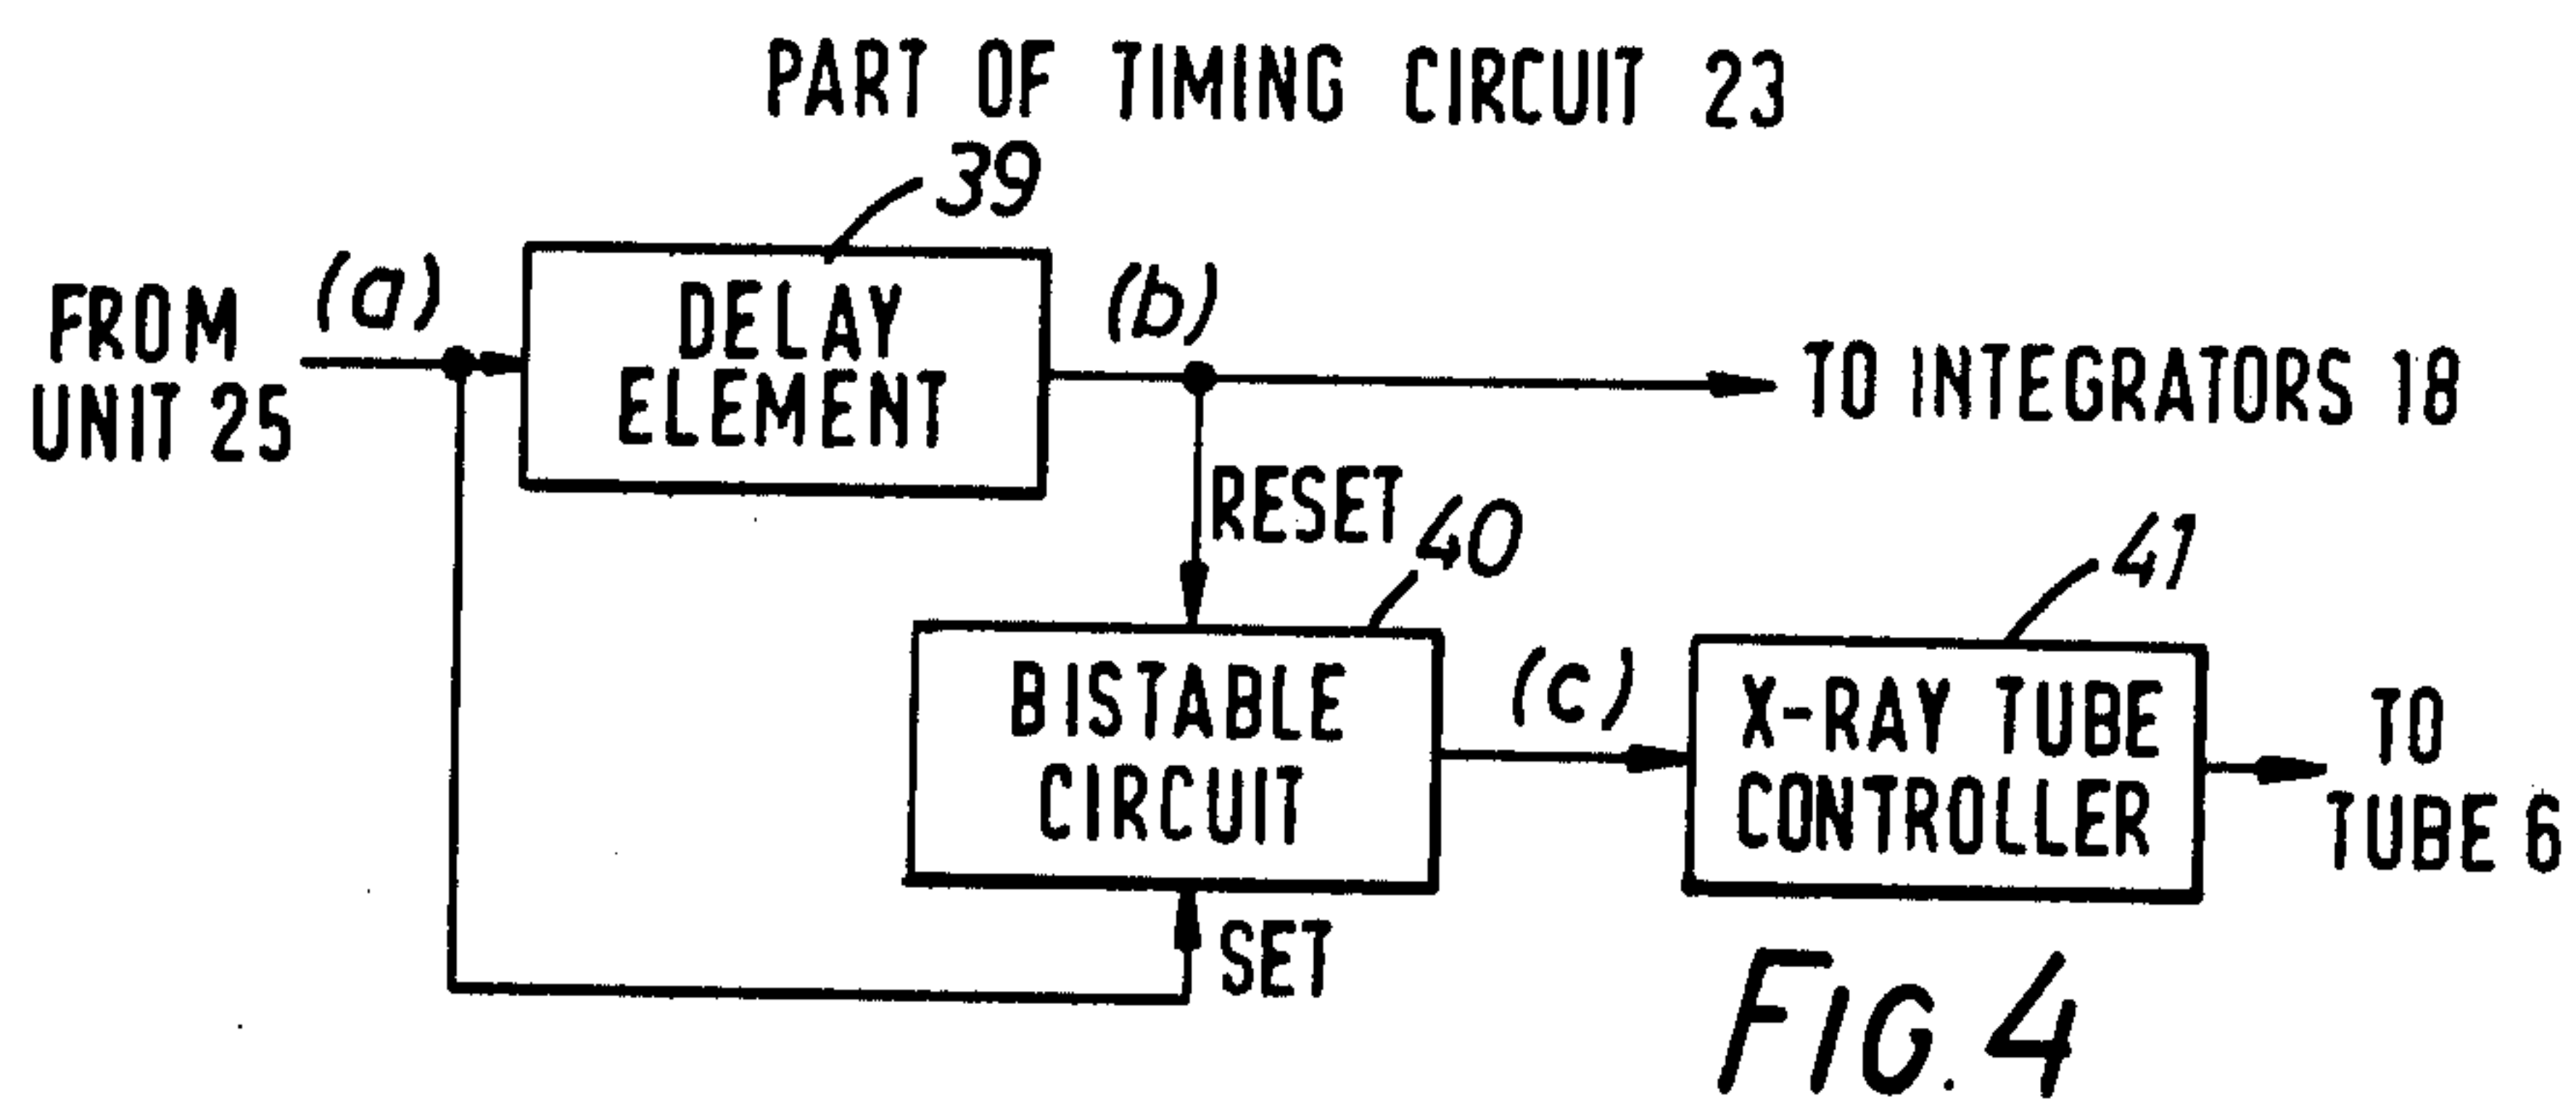 PART OF TIMING CIRCUIT 23
39
FROM
UNIT 25
(a)
DELAY
ELEMENT
(b)
TO INTEGRATORS 18
RESET
40
41
BISTABLE
CIRCUIT
(c)
X-RAY TUBE
CONTROLLER
TO
TUBE 6
SET
FIG. 4